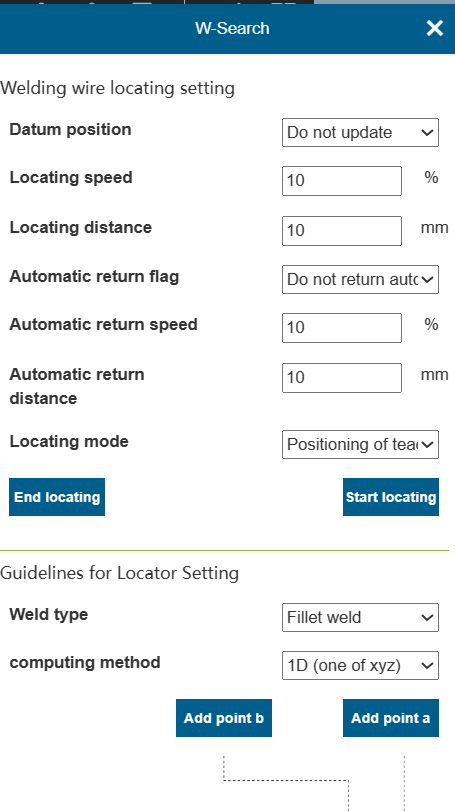 W-Search
Welding wire locating setting
Datum position Do not update
Locating speed 10 %
Locating distance 10 mm
Automatic return flag Do not return auto
Automatic return speed 10 %
Automatic return distance 10 mm
Locating mode Positioning of tea
End locating Start locating
Guidelines for Locator Setting
Weld type Fillet weld
computing method 1D (one of xyz)
Add point b Add point a